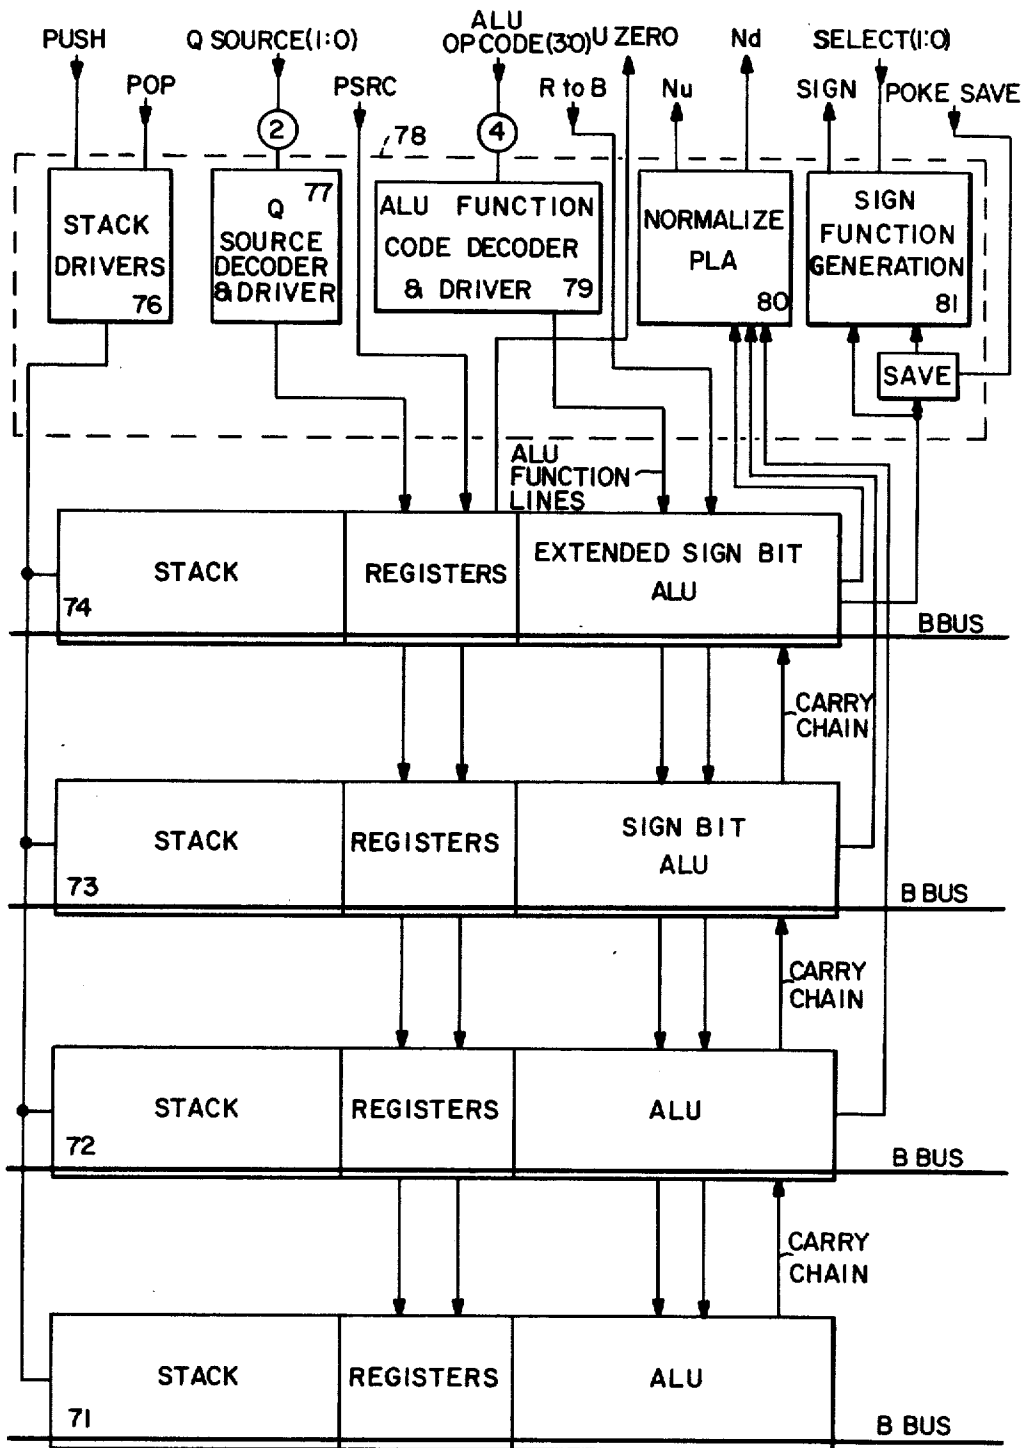 PUSH
POP
Q SOURCE(1:0)
2
PSRC
ALU
OPCODE(3:0)
4
U ZERO
R to B
Nu
Nd
SIGN
SELECT(1:0)
POKE SAVE
78
STACK
DRIVERS
76
77
Q
SOURCE
DECODER
& DRIVER
ALU FUNCTION
CODE DECODER
& DRIVER 79
NORMALIZE
PLA
80
SIGN
FUNCTION
GENERATION
81
SAVE
ALU
FUNCTION
LINES
STACK
74
REGISTERS
EXTENDED SIGN BIT
ALU
B BUS
CARRY
CHAIN
STACK
73
REGISTERS
SIGN BIT
ALU
B BUS
CARRY
CHAIN
STACK
72
REGISTERS
ALU
B BUS
CARRY
CHAIN
STACK
71
REGISTERS
ALU
B BUS